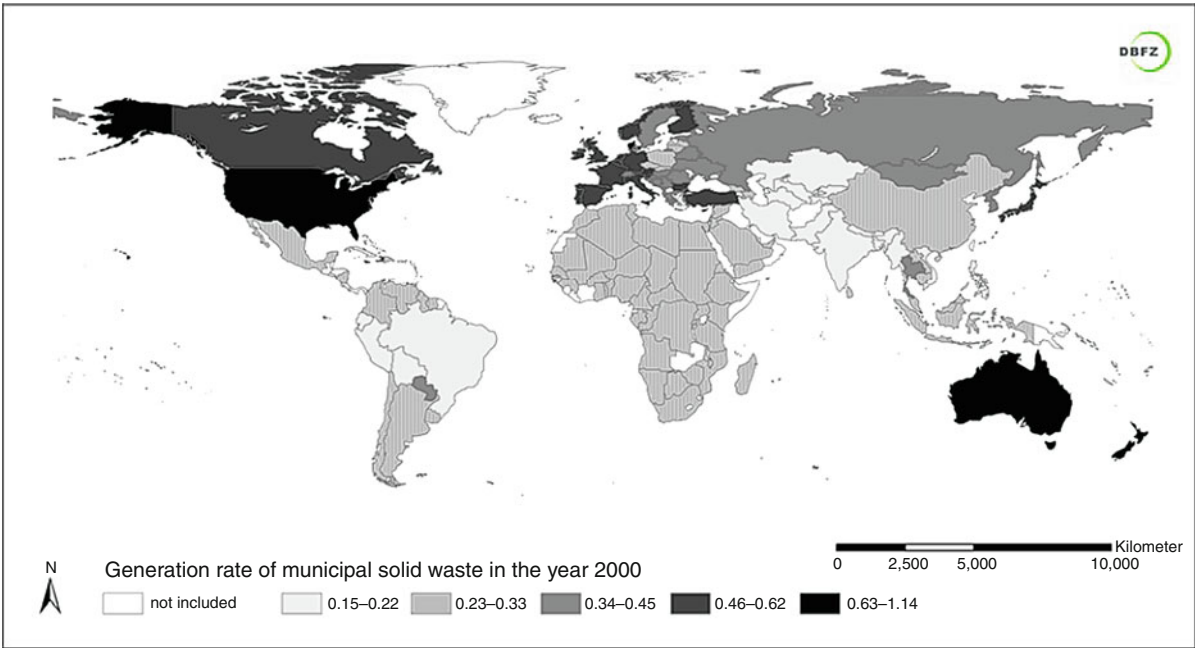 DBFZ
Kilometer
0 2,500 5,000 10,000
N
Generation rate of municipal solid waste in the year 2000
not included 0.15–0.22 0.23–0.33 0.34–0.45 0.46–0.62 0.63–1.14